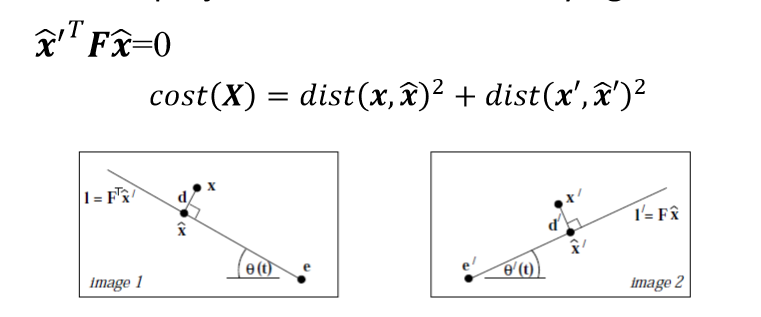 x̂′ᵀFx̂=0
cost(X) = dist(x, x̂)² + dist(x′, x̂′)²
l = Fᵀx̂′
d
x
x̂
θ(t)
e
image 1
x′
d′
x̂′
l′= Fx̂
e′
θ′(t)
image 2